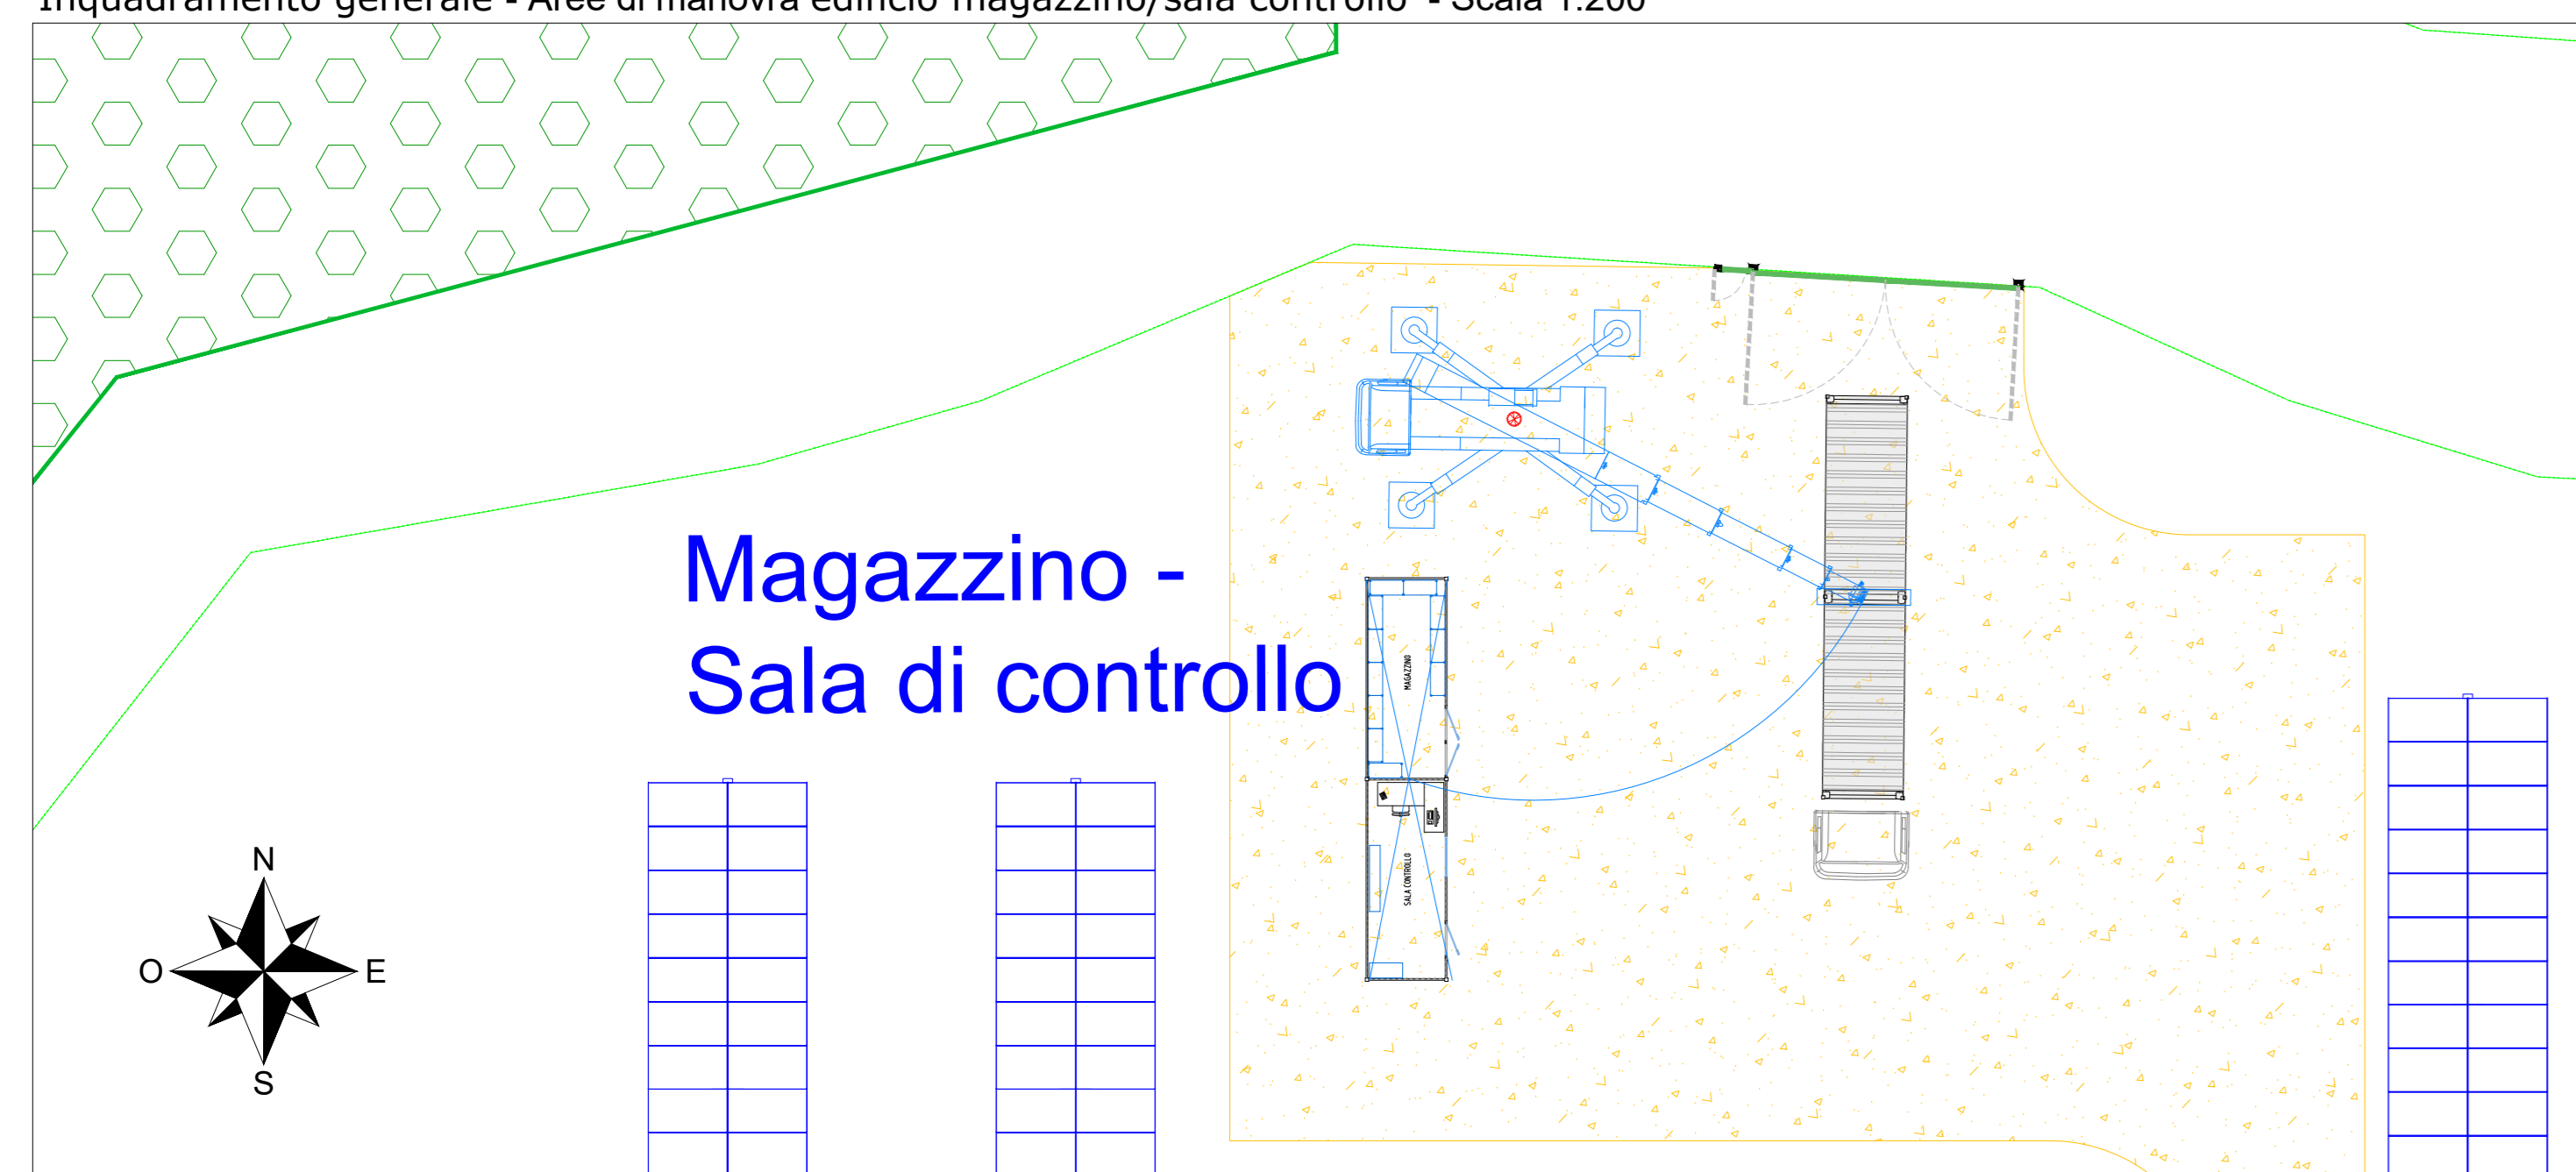 Inquadramento generale - Aree di manovra edificio magazzino/sala controllo - Scala 1:200
Magazzino -
Sala di controllo
MAGAZZINO
SALA CONTROLLO
N
O
E
S